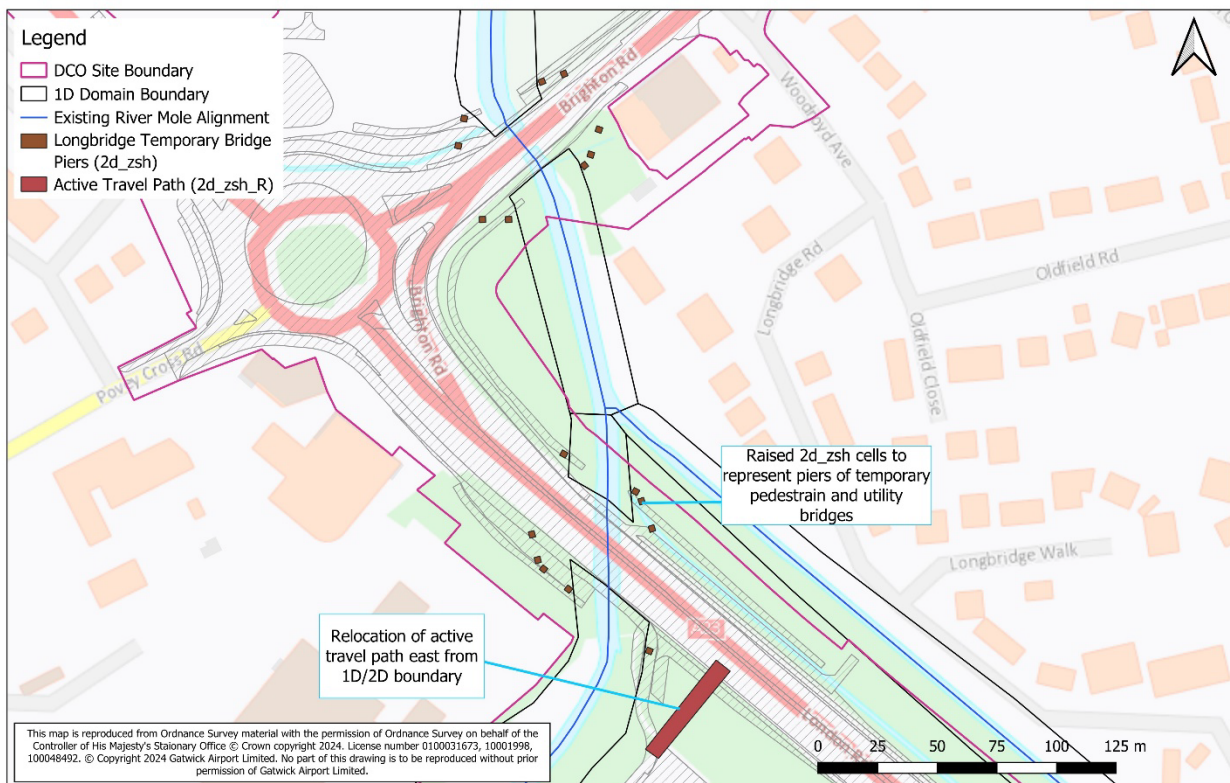 Legend
DCO Site Boundary
1D Domain Boundary
Existing River Mole Alignment
Longbridge Temporary Bridge
Piers (2d_zsh)
Active Travel Path (2d_zsh_R)
Brighton Rd
Woodroyd Ave
Longbridge Rd
Oldfield Rd
Oldfield Close
Brighton Rd
Povey Cross Rd
Raised 2d_zsh cells to
represent piers of temporary
pedestrain and utility
bridges
Longbridge Walk
Relocation of active
travel path east from
1D/2D boundary
A23
London Rd
0 25 50 75 100 125 m
This map is reproduced from Ordnance Survey material with the permission of Ordnance Survey on behalf of the
Controller of His Majesty's Staionary Office © Crown copyright 2024. License number 0100031673, 10001998,
100048492. © Copyright 2024 Gatwick Airport Limited. No part of this drawing is to be reproduced without prior
permission of Gatwick Airport Limited.